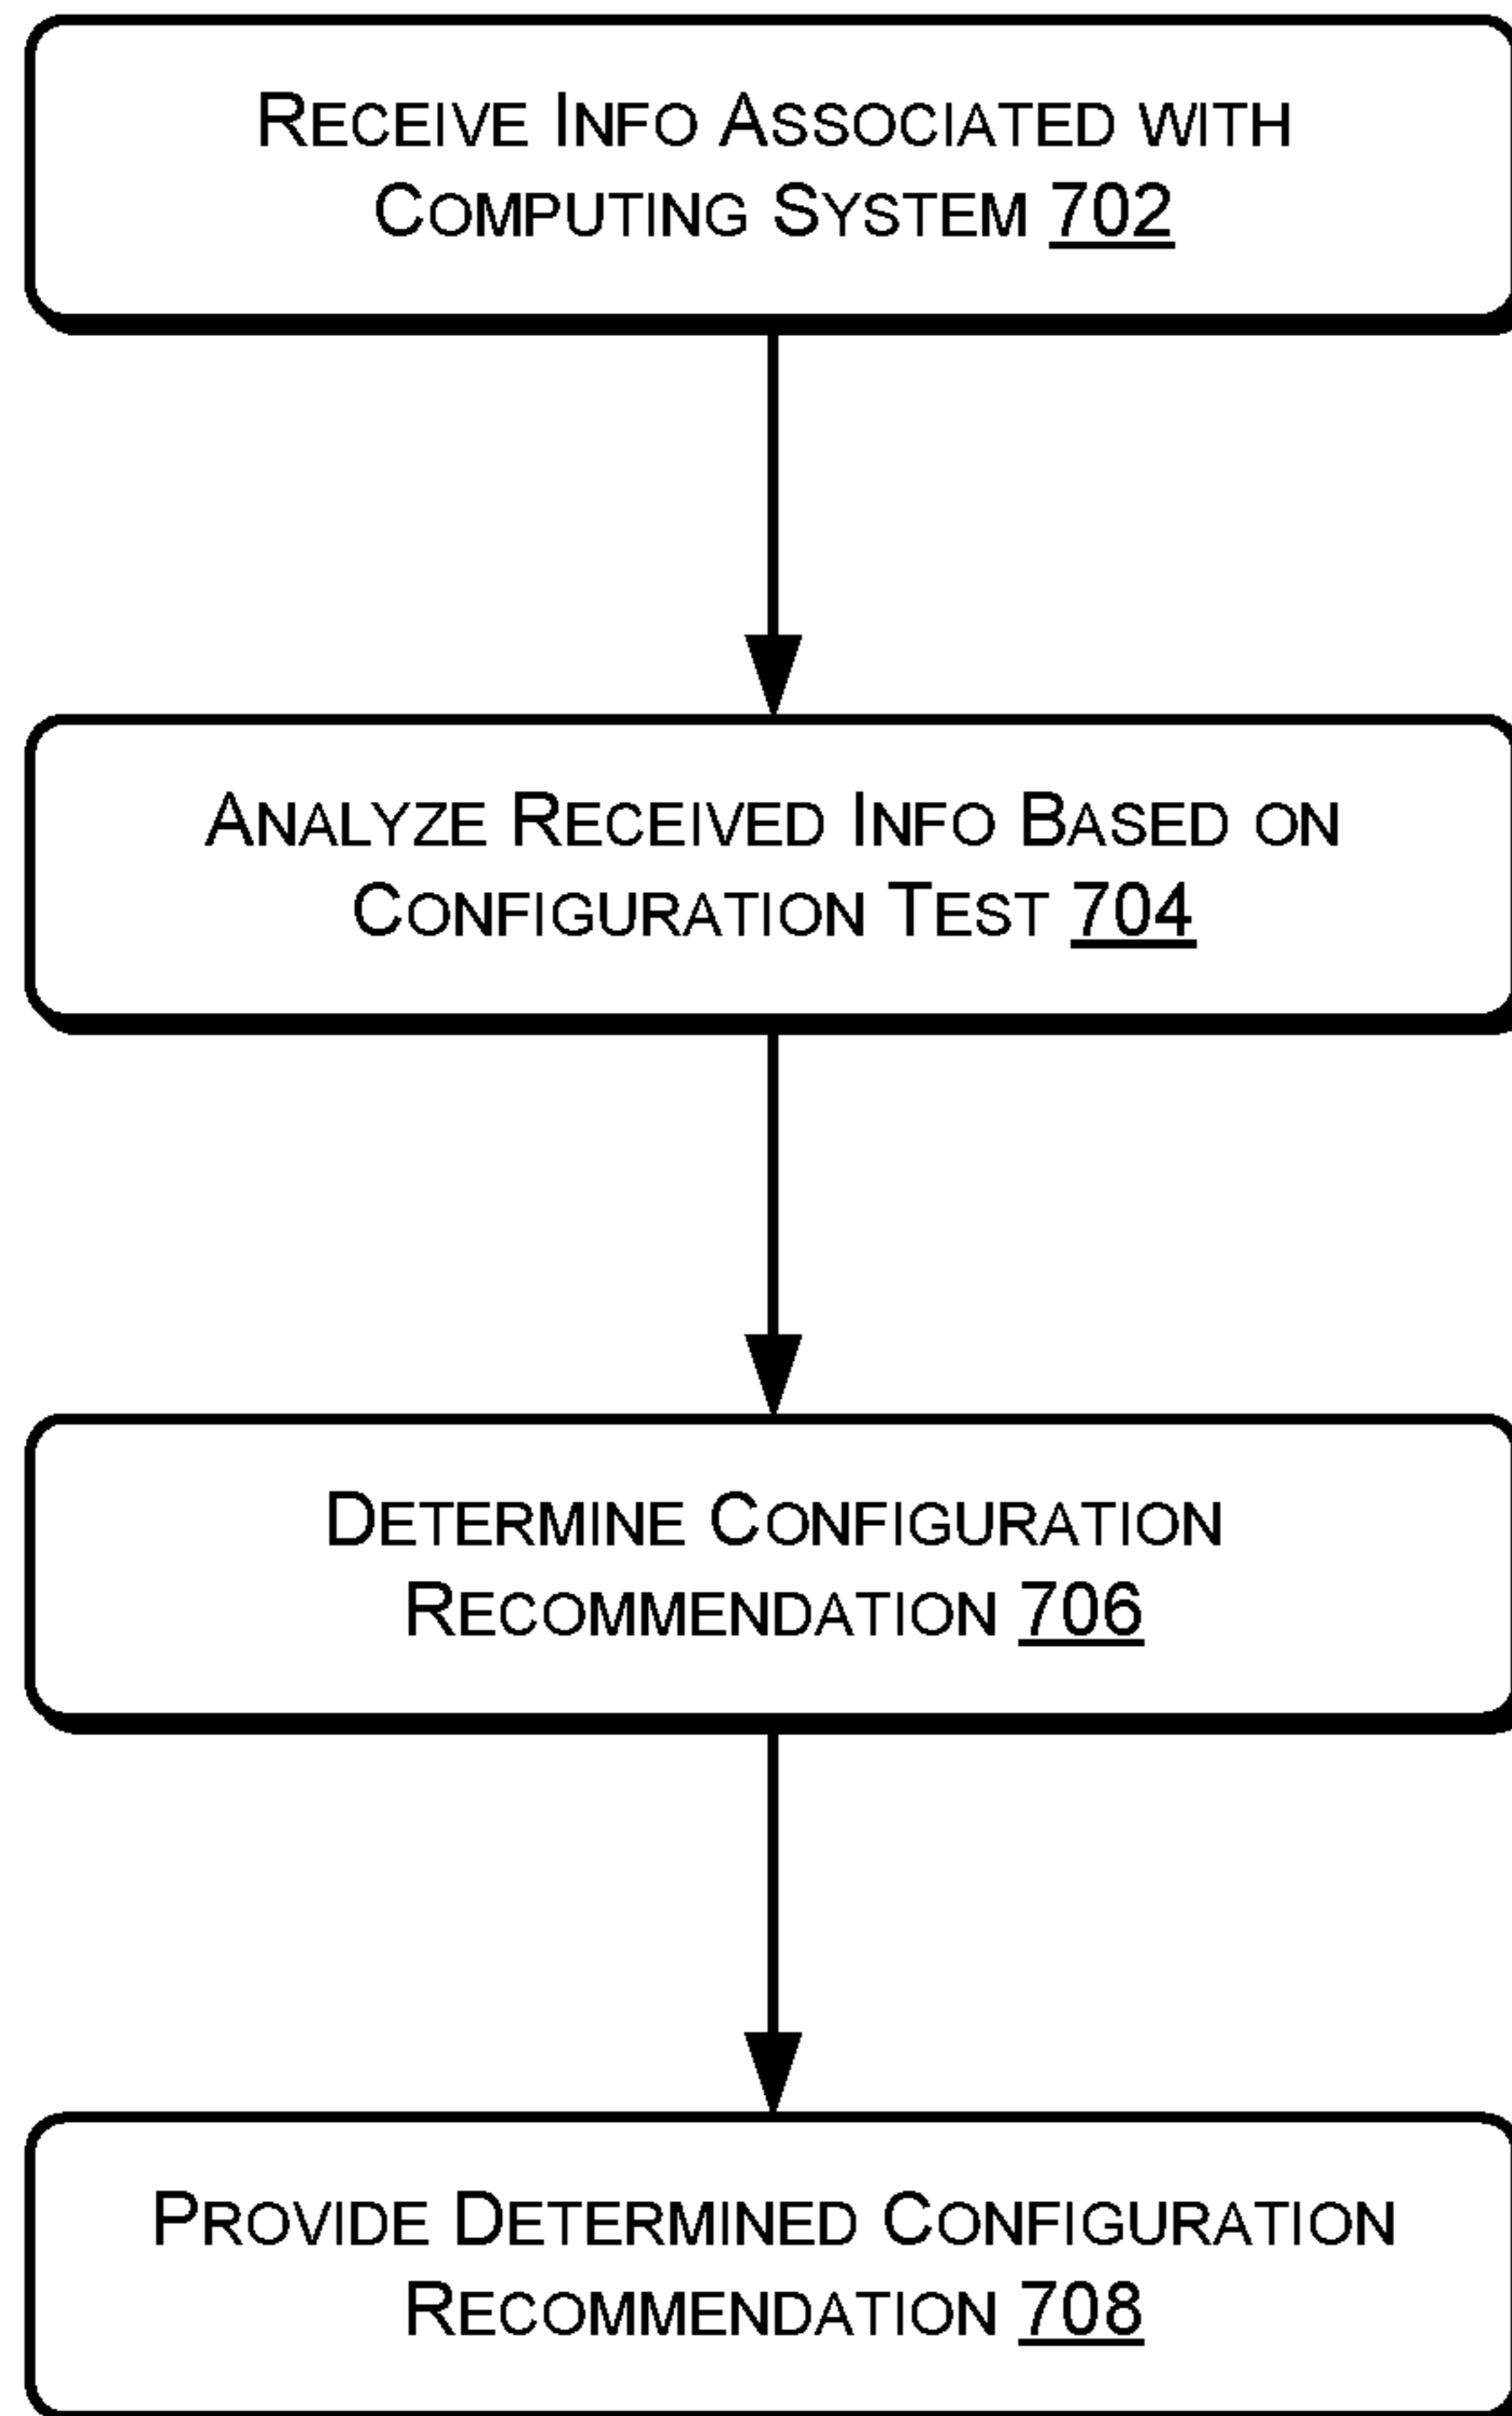 Receive Info Associated with
Computing System 702
Analyze Received Info Based on
Configuration Test 704
Determine Configuration
Recommendation 706
Provide Determined Configuration
Recommendation 708